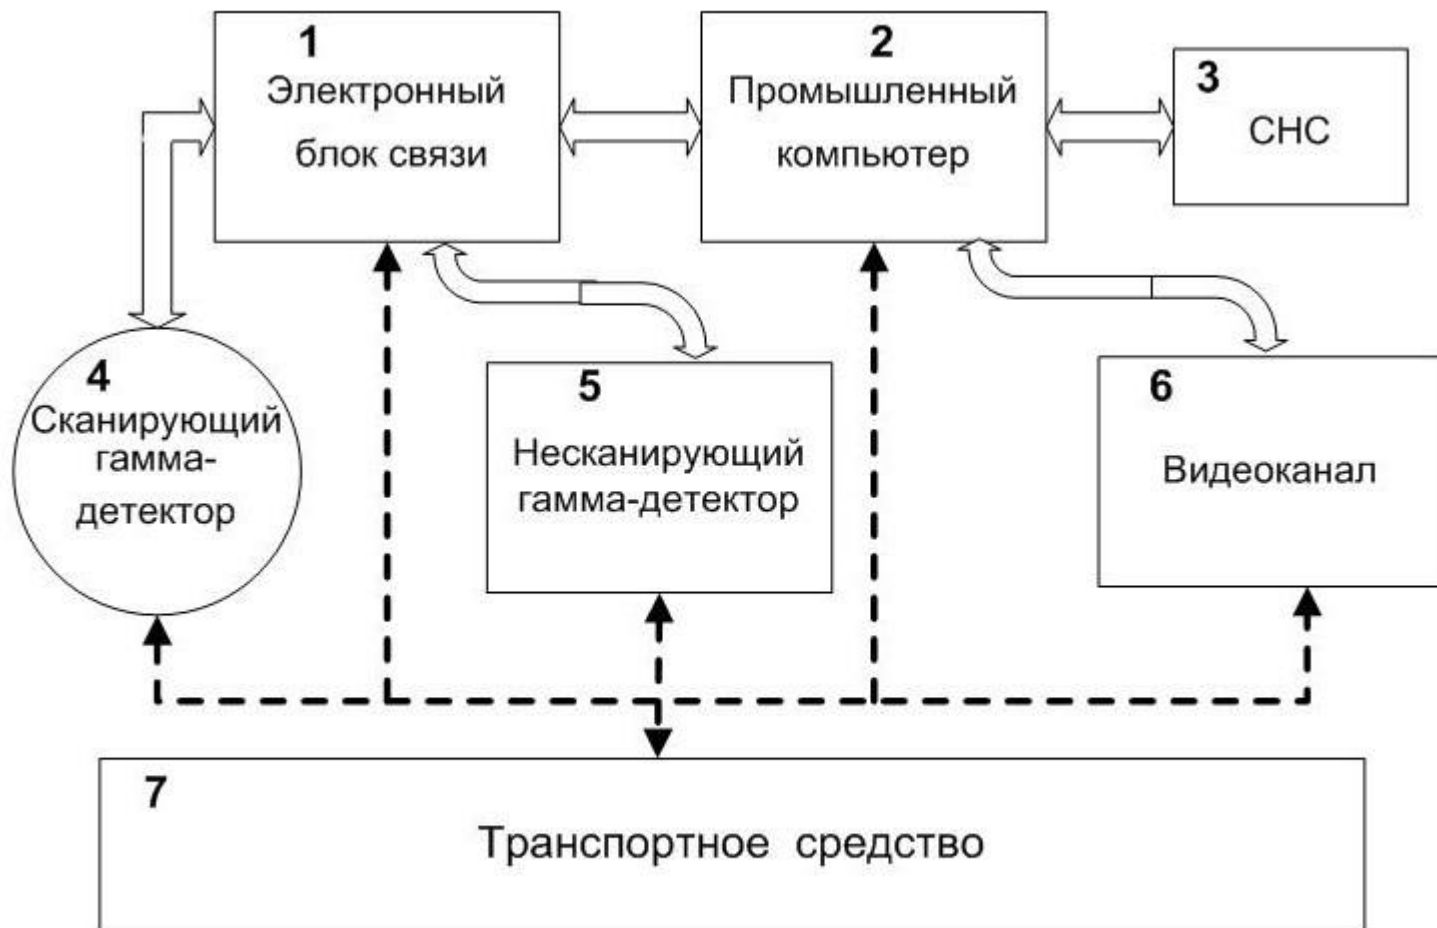 1
Электронный
блок связи
2
Промышленный
компьютер
3
СНС
4
Сканирующий
гамма-
детектор
5
Несканирующий
гамма-детектор
6
Видеоканал
7
Транспортное средство